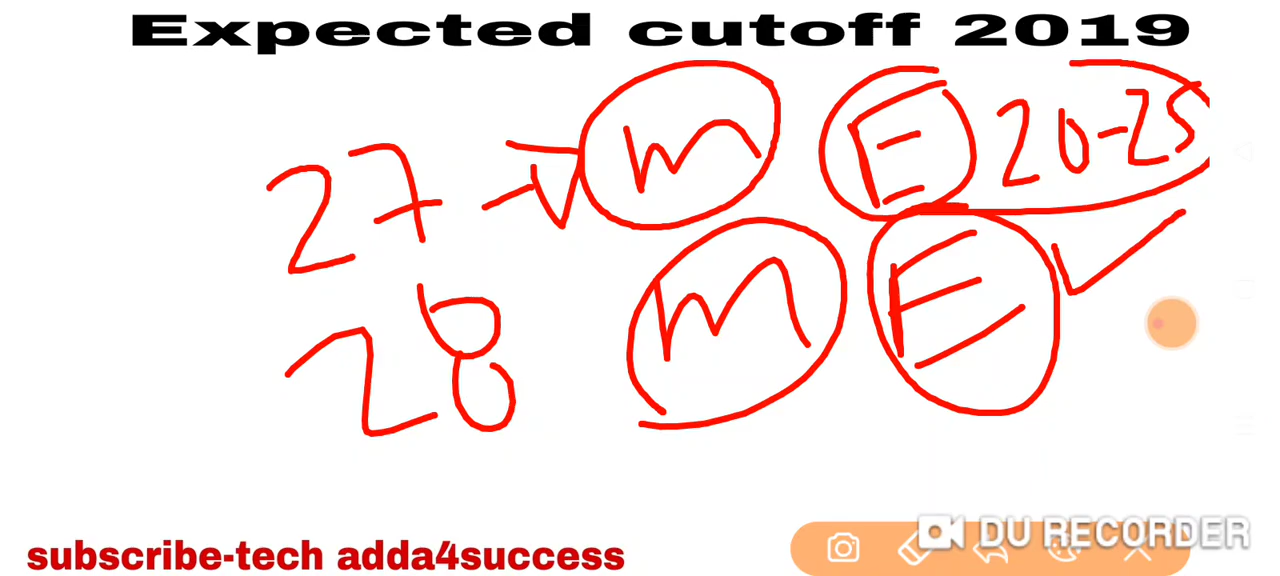 Expected cutoff 2019
27 → m E 20-25
28 m E
subscribe-tech adda4success
DU RECORDER